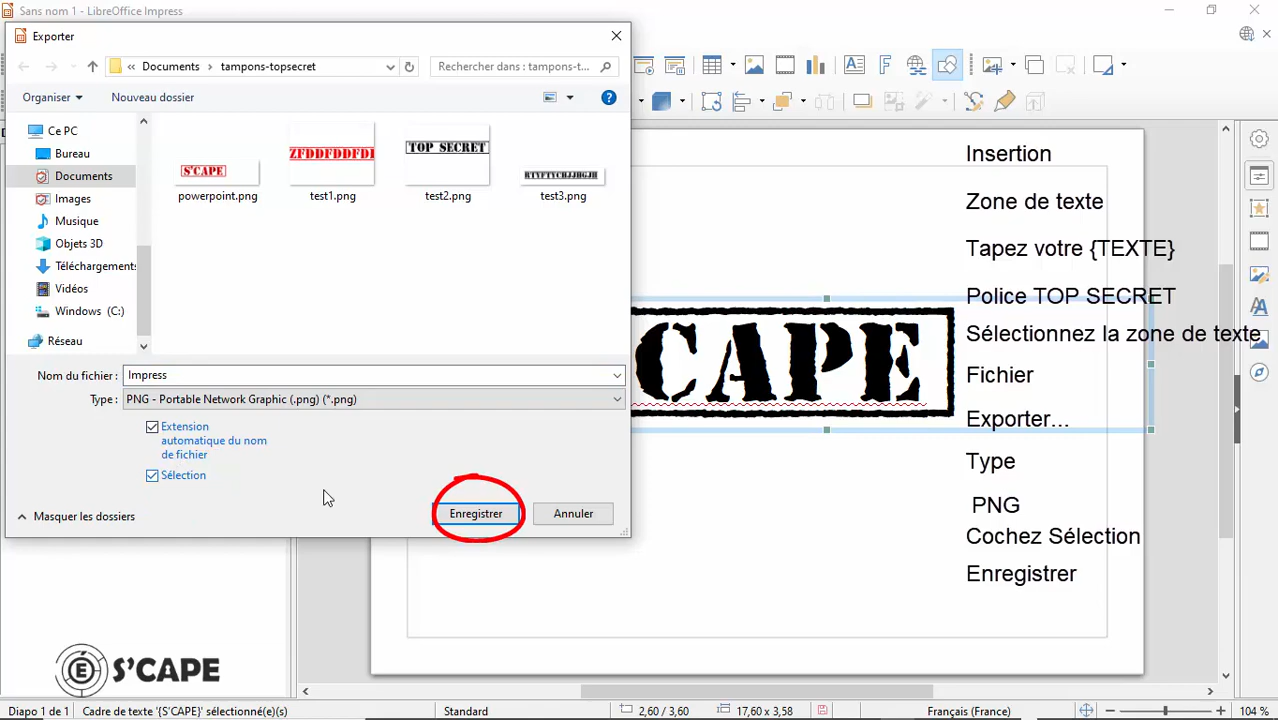 Sans nom 1 - LibreOffice Impress
Exporter
« Documents › tampons-topsecret
Rechercher dans : tampons-t...
Organiser
Nouveau dossier
Ce PC
Bureau
Documents
Images
Musique
Objets 3D
Téléchargements
Vidéos
Windows (C:)
Réseau
S'CAPE
powerpoint.png
ZFDDFDDFDI
test1.png
TOP SECRET
test2.png
test3.png
Nom du fichier :
Impress
Type :
PNG - Portable Network Graphic (.png) (*.png)
Extension
automatique du nom
de fichier
Sélection
Masquer les dossiers
Enregistrer
Annuler
CAPE
Insertion
Zone de texte
Tapez votre {TEXTE}
Police TOP SECRET
Sélectionnez la zone de texte
Fichier
Exporter...
Type
PNG
Cochez Sélection
Enregistrer
É S'CAPE
Diapo 1 de 1
Cadre de texte '{S'CAPE}' sélectionné(e)(s)
Standard
2,60 / 3,60
17,60 x 3,58
Français (France)
104 %